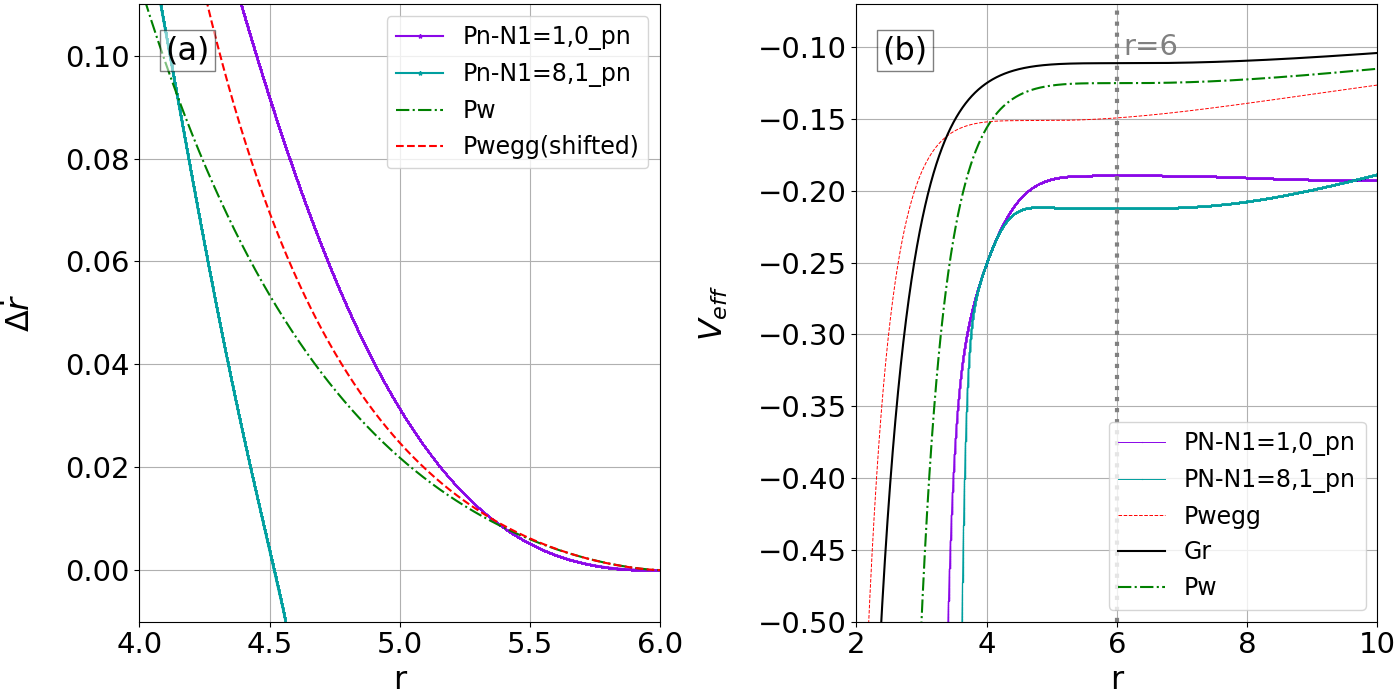 (a)
Pn-N1=1,0_pn
Pn-N1=8,1_pn
Pw
Pwegg(shifted)
0.10
0.08
0.06
0.04
0.02
0.00
4.0 4.5 5.0 5.5 6.0
r
(b)
r=6
V_eff
−0.10
−0.15
−0.20
−0.25
−0.30
−0.35
−0.40
−0.45
−0.50
PN-N1=1,0_pn
PN-N1=8,1_pn
Pwegg
Gr
Pw
2 4 6 8 10
r